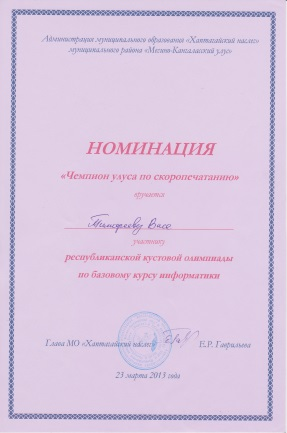 Администрация муниципального образования «Хаптагайский наслег»
муниципального района «Мегино-Кангаласский улус»
НОМИНАЦИЯ
«Чемпион улуса по скоропечатанию»
вручается
Тимофееву Васе
участнику
республиканской кустовой олимпиады
по базовому курсу информатики
Глава МО «Хаптагайский наслег» Е.Р. Гаврильева
23 марта 2013 года